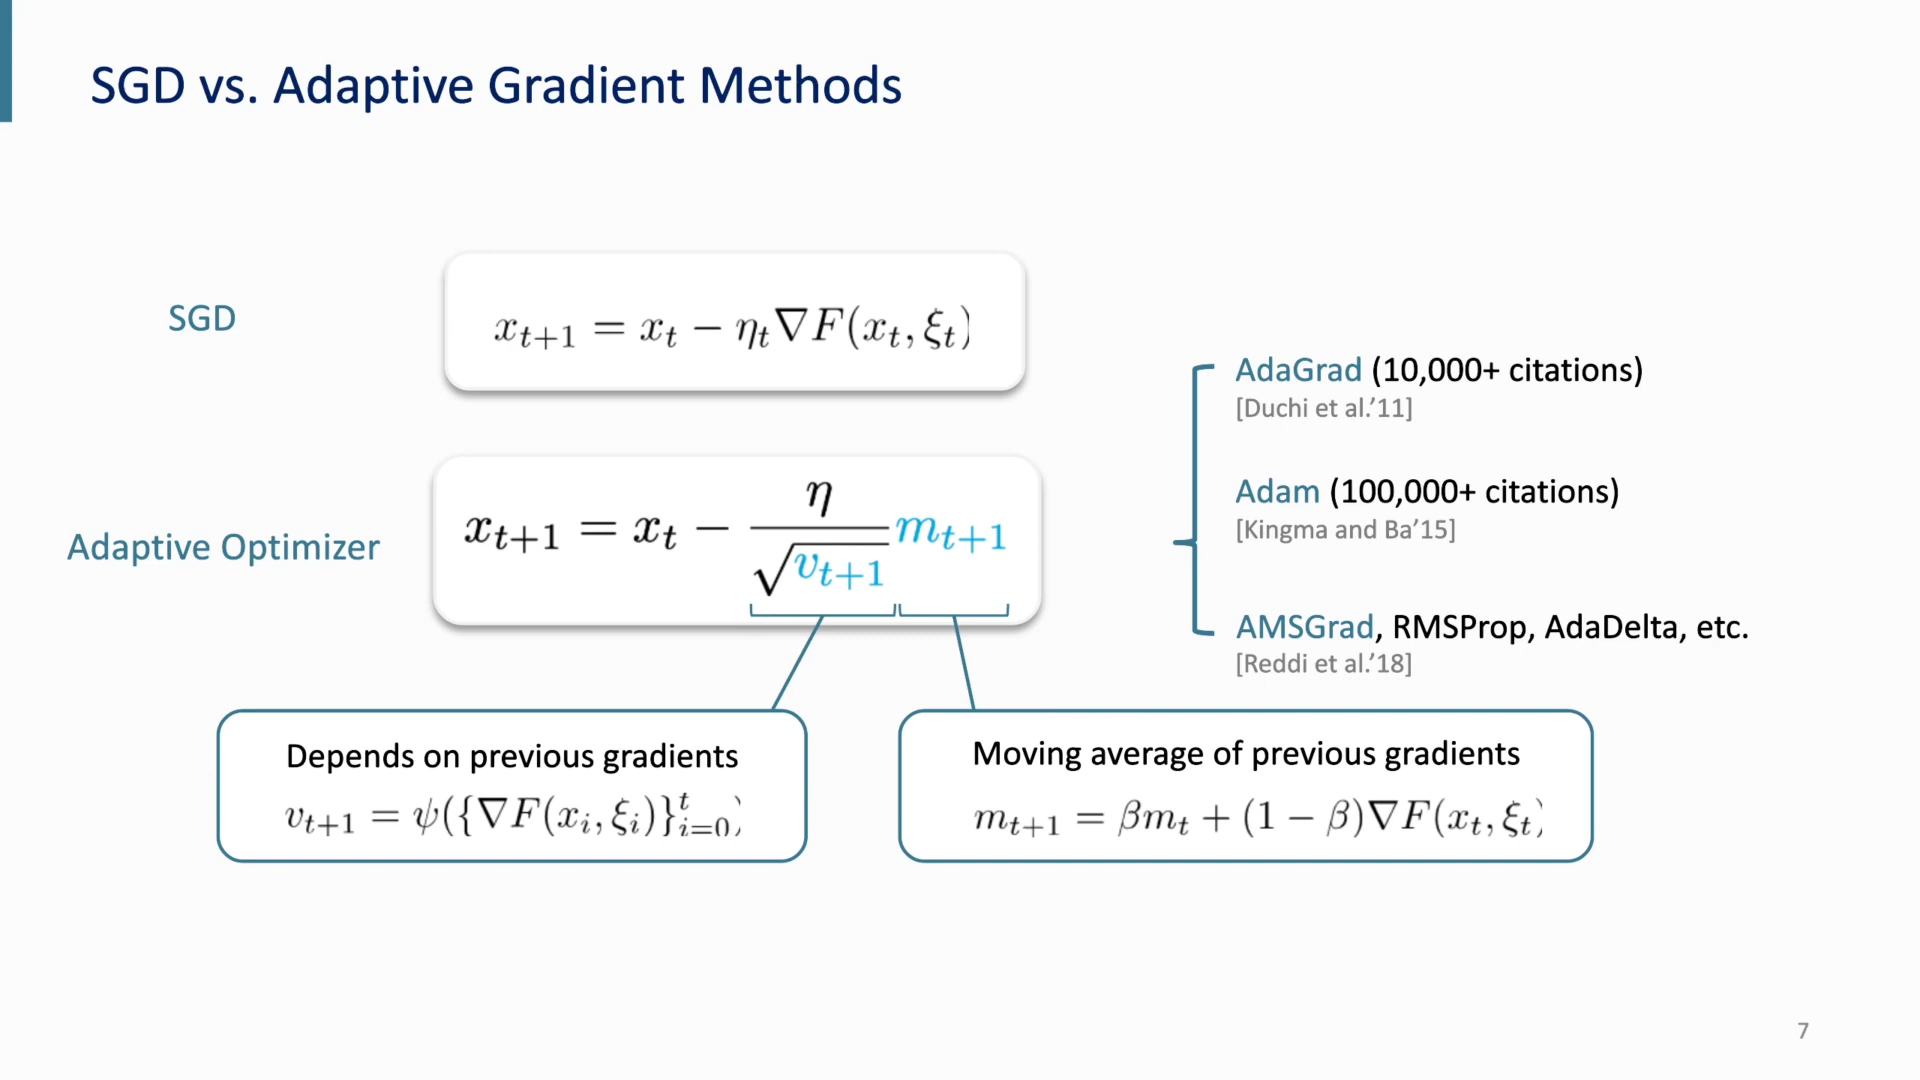 SGD vs. Adaptive Gradient Methods
SGD
x_{t+1} = x_t − η_t∇F(x_t, ξ_t)
Adaptive Optimizer
x_{t+1} = x_t − \frac{η}{\sqrt{v_{t+1}}} m_{t+1}
AdaGrad (10,000+ citations)
[Duchi et al.’11]
Adam (100,000+ citations)
[Kingma and Ba’15]
AMSGrad, RMSProp, AdaDelta, etc.
[Reddi et al.’18]
Depends on previous gradients
v_{t+1} = ψ({∇F(x_i, ξ_i)}_{i=0}^t)
Moving average of previous gradients
m_{t+1} = βm_t + (1 − β)∇F(x_t, ξ_t)
7